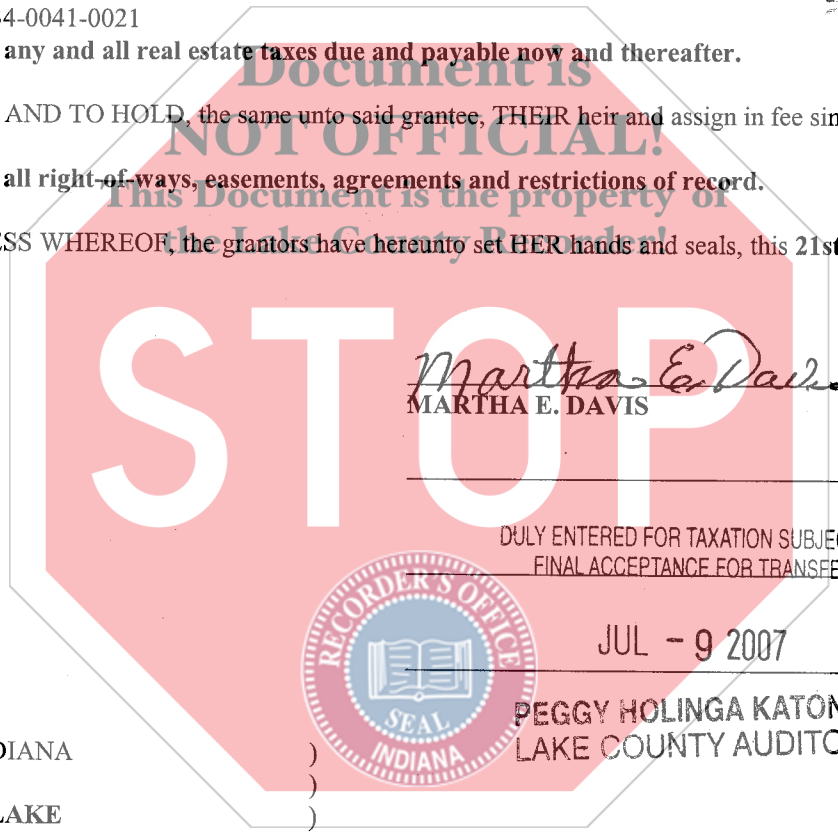 4-0041-0021
any and all real estate taxes due and payable now and thereafter.
Document is
AND TO HOLD, the same unto said grantee, THEIR heir and assign in fee sin
NOT OFFICIAL!
all right-of-ways, easements, agreements and restrictions of record.
This Document is the property of
SS WHEREOF, the grantors have hereunto set HER hands and seals, this 21st
the Lake County Recorder!
STOP
Martha E. Davis
MARTHA E. DAVIS
DULY ENTERED FOR TAXATION SUBJE
FINAL ACCEPTANCE FOR TRANSFE
RECORDER'S OFFICE
JUL - 9 2007
SEAL
INDIANA
PEGGY HOLINGA KATON
LAKE COUNTY AUDITO
DIANA )
)
LAKE )